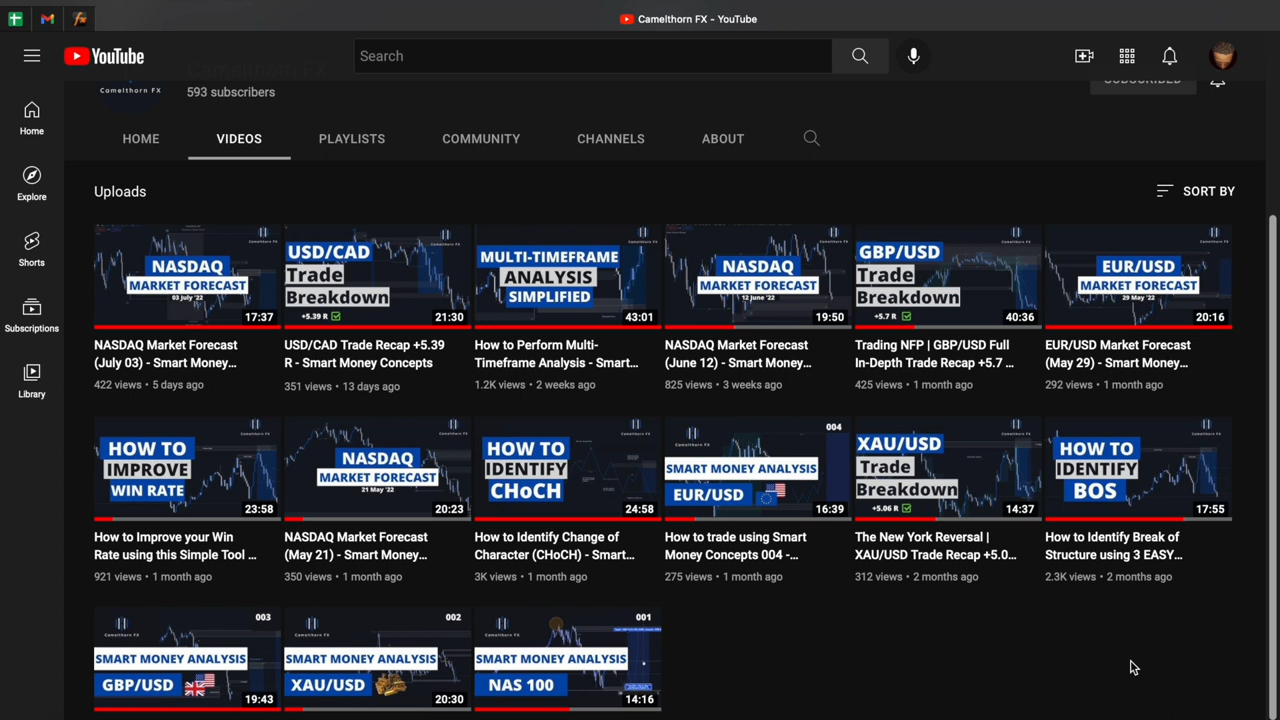 Camelthorn FX - YouTube
YouTube
Search
Camelthorn FX
Camelthorn FX
593 subscribers
SUBSCRIBED
Home
Explore
Shorts
Subscriptions
Library
HOME
VIDEOS
PLAYLISTS
COMMUNITY
CHANNELS
ABOUT
Uploads
SORT BY
NASDAQ
MARKET FORECAST
03 July '22
17:37
NASDAQ Market Forecast
(July 03) - Smart Money...
422 views • 5 days ago
USD/CAD
Trade
Breakdown
+5.39 R
21:30
USD/CAD Trade Recap +5.39
R - Smart Money Concepts
351 views • 13 days ago
MULTI-TIMEFRAME
ANALYSIS
SIMPLIFIED
43:01
How to Perform Multi-
Timeframe Analysis - Smart...
1.2K views • 2 weeks ago
NASDAQ
MARKET FORECAST
12 June '22
19:50
NASDAQ Market Forecast
(June 12) - Smart Money...
825 views • 3 weeks ago
GBP/USD
Trade
Breakdown
+5.7 R
40:36
Trading NFP | GBP/USD Full
In-Depth Trade Recap +5.7 ...
425 views • 1 month ago
EUR/USD
MARKET FORECAST
29 May '22
20:16
EUR/USD Market Forecast
(May 29) - Smart Money...
292 views • 1 month ago
HOW TO
IMPROVE
WIN RATE
23:58
How to Improve your Win
Rate using this Simple Tool ...
921 views • 1 month ago
NASDAQ
MARKET FORECAST
21 May '22
20:23
NASDAQ Market Forecast
(May 21) - Smart Money...
350 views • 1 month ago
HOW TO
IDENTIFY
CHoCH
24:58
How to Identify Change of
Character (CHoCH) - Smart...
3K views • 1 month ago
004
SMART MONEY ANALYSIS
EUR/USD
16:39
How to trade using Smart
Money Concepts 004 -...
275 views • 1 month ago
XAU/USD
Trade
Breakdown
+5.06 R
14:37
The New York Reversal |
XAU/USD Trade Recap +5.0...
312 views • 2 months ago
HOW TO
IDENTIFY
BOS
17:55
How to Identify Break of
Structure using 3 EASY...
2.3K views • 2 months ago
Camelthorn FX
003
SMART MONEY ANALYSIS
GBP/USD
19:43
Camelthorn FX
002
SMART MONEY ANALYSIS
XAU/USD
20:30
Camelthorn FX
001
SMART MONEY ANALYSIS
NAS 100
14:16